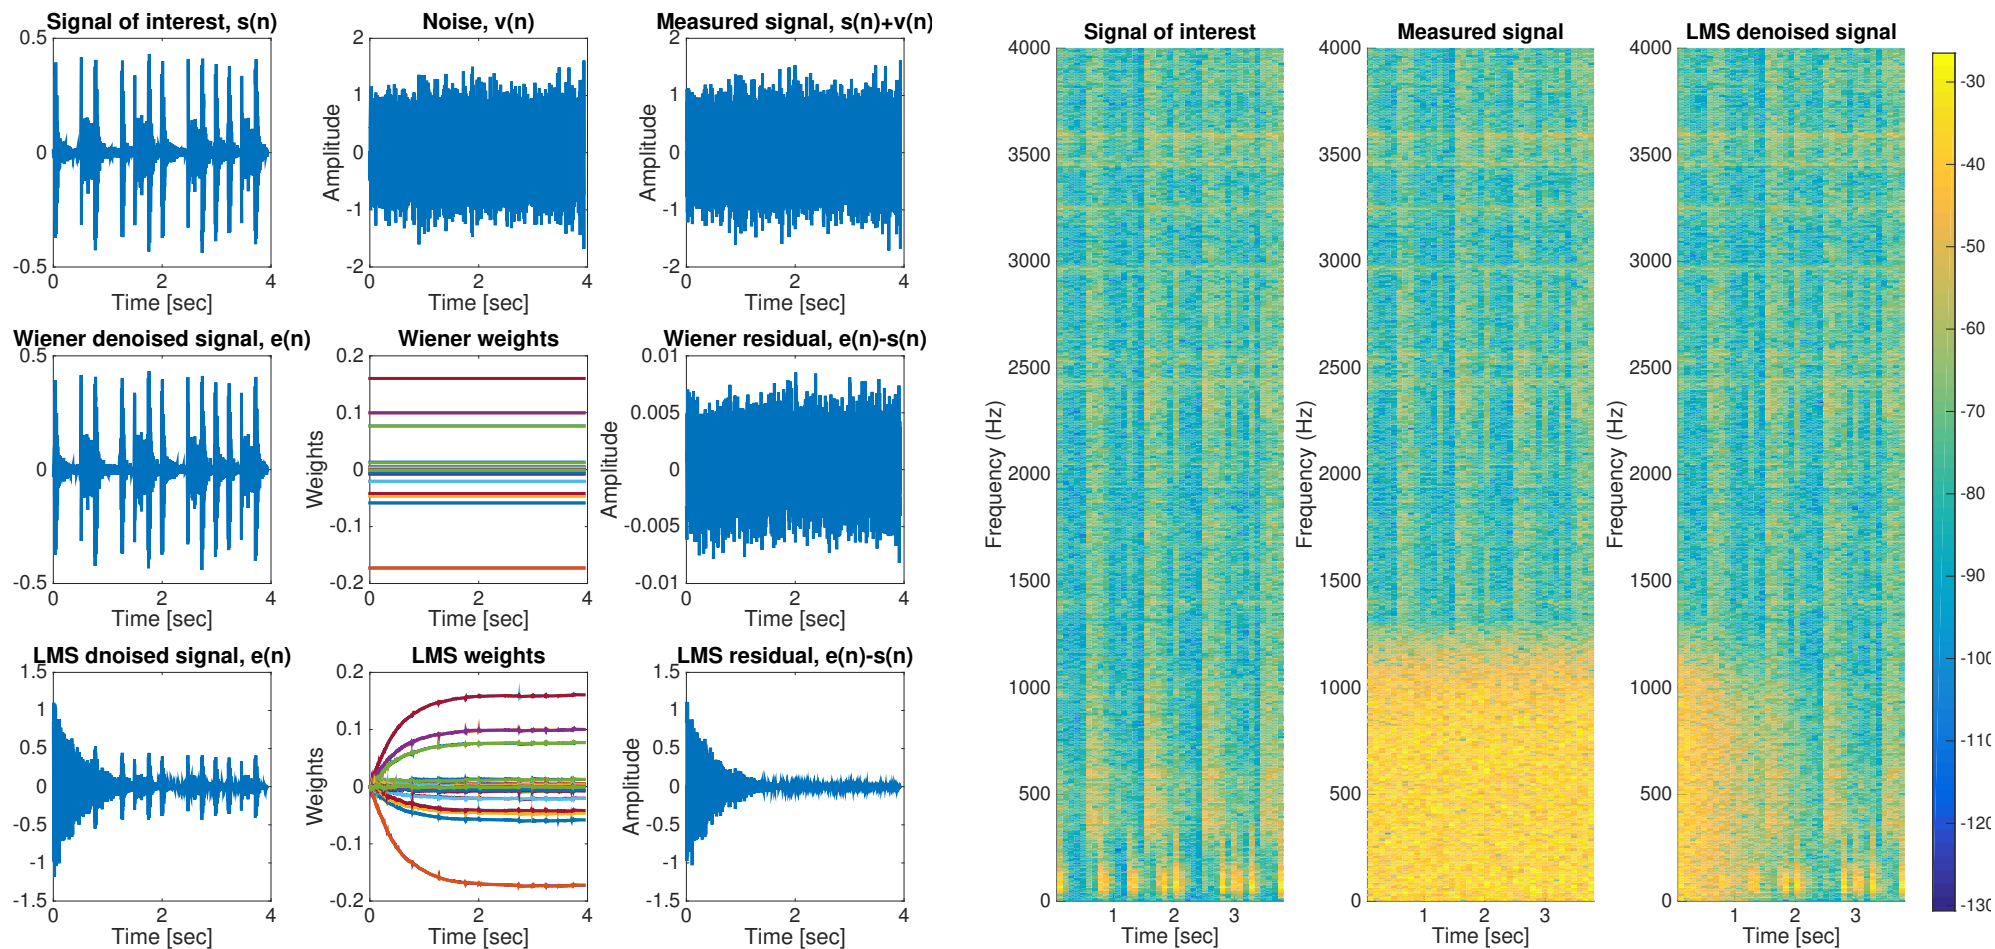 Signal of interest, s(n)
0.5
0
-0.5
0 2 4
Time [sec]
Noise, v(n)
Amplitude
2
1
0
-1
-2
0 2 4
Time [sec]
Measured signal, s(n)+v(n)
Amplitude
2
1
0
-1
-2
0 2 4
Time [sec]
Wiener denoised signal, e(n)
0.5
0
-0.5
0 2 4
Time [sec]
Wiener weights
Weights
0.2
0.1
0
-0.1
-0.2
0 2 4
Time [sec]
Wiener residual, e(n)-s(n)
Amplitude
0.01
0.005
0
-0.005
-0.01
0 2 4
Time [sec]
LMS dnoised signal, e(n)
1.5
1
0.5
0
-0.5
-1
-1.5
0 2 4
Time [sec]
LMS weights
Weights
0.2
0.1
0
-0.1
-0.2
0 2 4
Time [sec]
LMS residual, e(n)-s(n)
Amplitude
1.5
1
0.5
0
-0.5
-1
-1.5
0 2 4
Time [sec]
Signal of interest
Frequency (Hz)
4000
3500
3000
2500
2000
1500
1000
500
0
1 2 3
Time [sec]
Measured signal
Frequency (Hz)
4000
3500
3000
2500
2000
1500
1000
500
0
1 2 3
Time [sec]
LMS denoised signal
Frequency (Hz)
4000
3500
3000
2500
2000
1500
1000
500
0
1 2 3
Time [sec]
-30
-40
-50
-60
-70
-80
-90
-100
-110
-120
-130